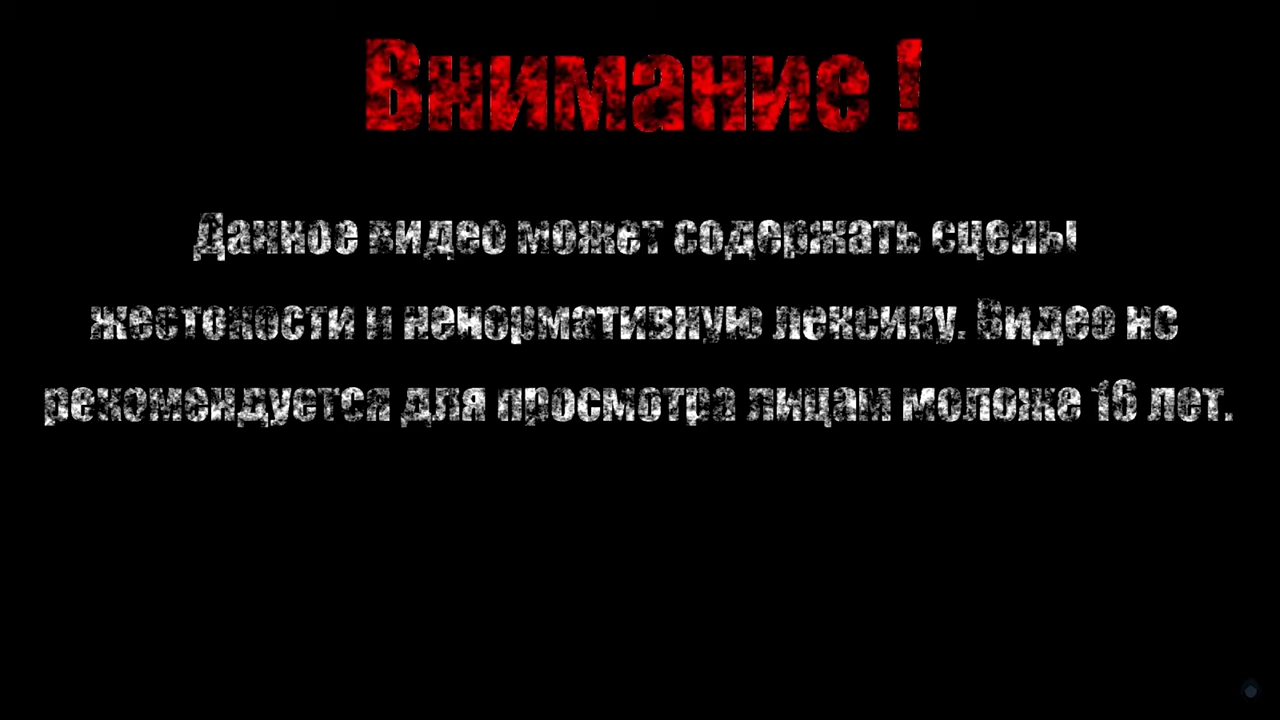 Внимание !
Данное видео может содержать сцены
жестокости и ненормативную лексику. Видео не
рекомендуется для просмотра лицам моложе 16 лет.